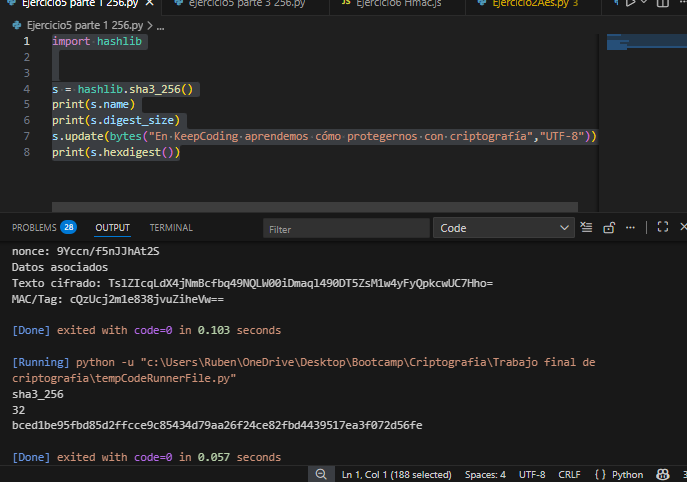 Ejercicio5 parte 1 256.py
ejercicio5 parte 3 256.py
JS Ejercicio6 Hmac.js
Ejercicio2Aes.py 3
Ejercicio5 parte 1 256.py > ...
1 import hashlib
2
3
4 s = hashlib.sha3_256()
5 print(s.name)
6 print(s.digest_size)
7 s.update(bytes("En KeepCoding aprendemos cómo protegernos con criptografía","UTF-8"))
8 print(s.hexdigest())
PROBLEMS 28 OUTPUT TERMINAL Filter Code
nonce: 9Yccn/f5nJJhAt2S
Datos asociados
Texto cifrado: TslZIcqLdX4jNmBcfbq49NQLW00iDmaql490DT5ZsM1w4yFyQpkcwUC7Hho=
MAC/Tag: cQzUcj2m1e838jvuZiheVw==
[Done] exited with code=0 in 0.103 seconds
[Running] python -u "c:\Users\Ruben\OneDrive\Desktop\Bootcamp\Criptografia\Trabajo final de
criptografia\tempCodeRunnerFile.py"
sha3_256
32
bced1be95fbd85d2ffcce9c85434d79aa26f24ce82fbd4439517ea3f072d56fe
[Done] exited with code=0 in 0.057 seconds
Ln 1, Col 1 (188 selected) Spaces: 4 UTF-8 CRLF { } Python